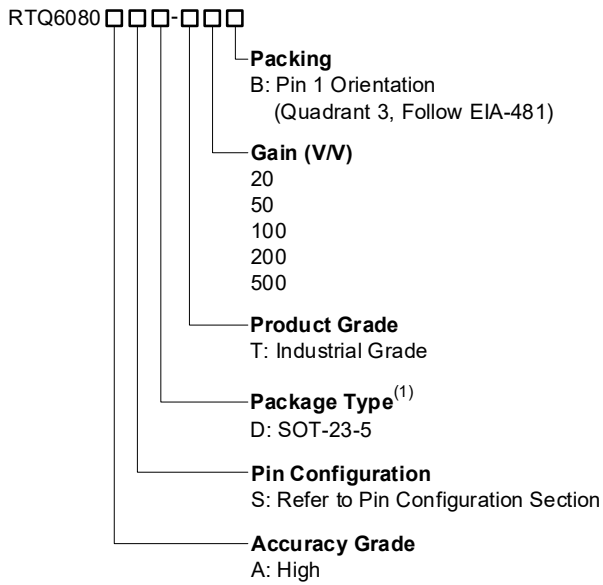 RTQ6080□□□-□□□
Packing
B: Pin 1 Orientation
(Quadrant 3, Follow EIA-481)
Gain (V/V)
20
50
100
200
500
Product Grade
T: Industrial Grade
Package Type(1)
D: SOT-23-5
Pin Configuration
S: Refer to Pin Configuration Section
Accuracy Grade
A: High